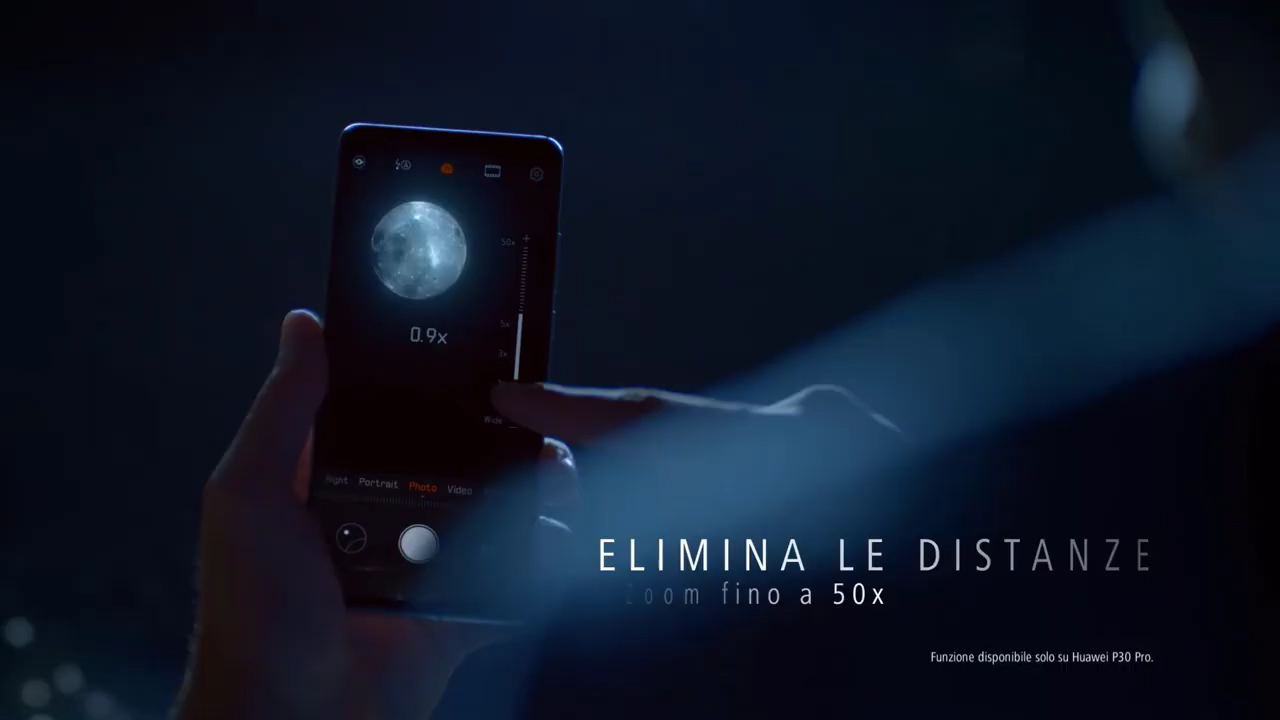 50x
0.9x
5x
3x
Wide
Night Portrait Photo Video
ELIMINA LE DISTANZE
Zoom fino a 50x
Funzione disponibile solo su Huawei P30 Pro.